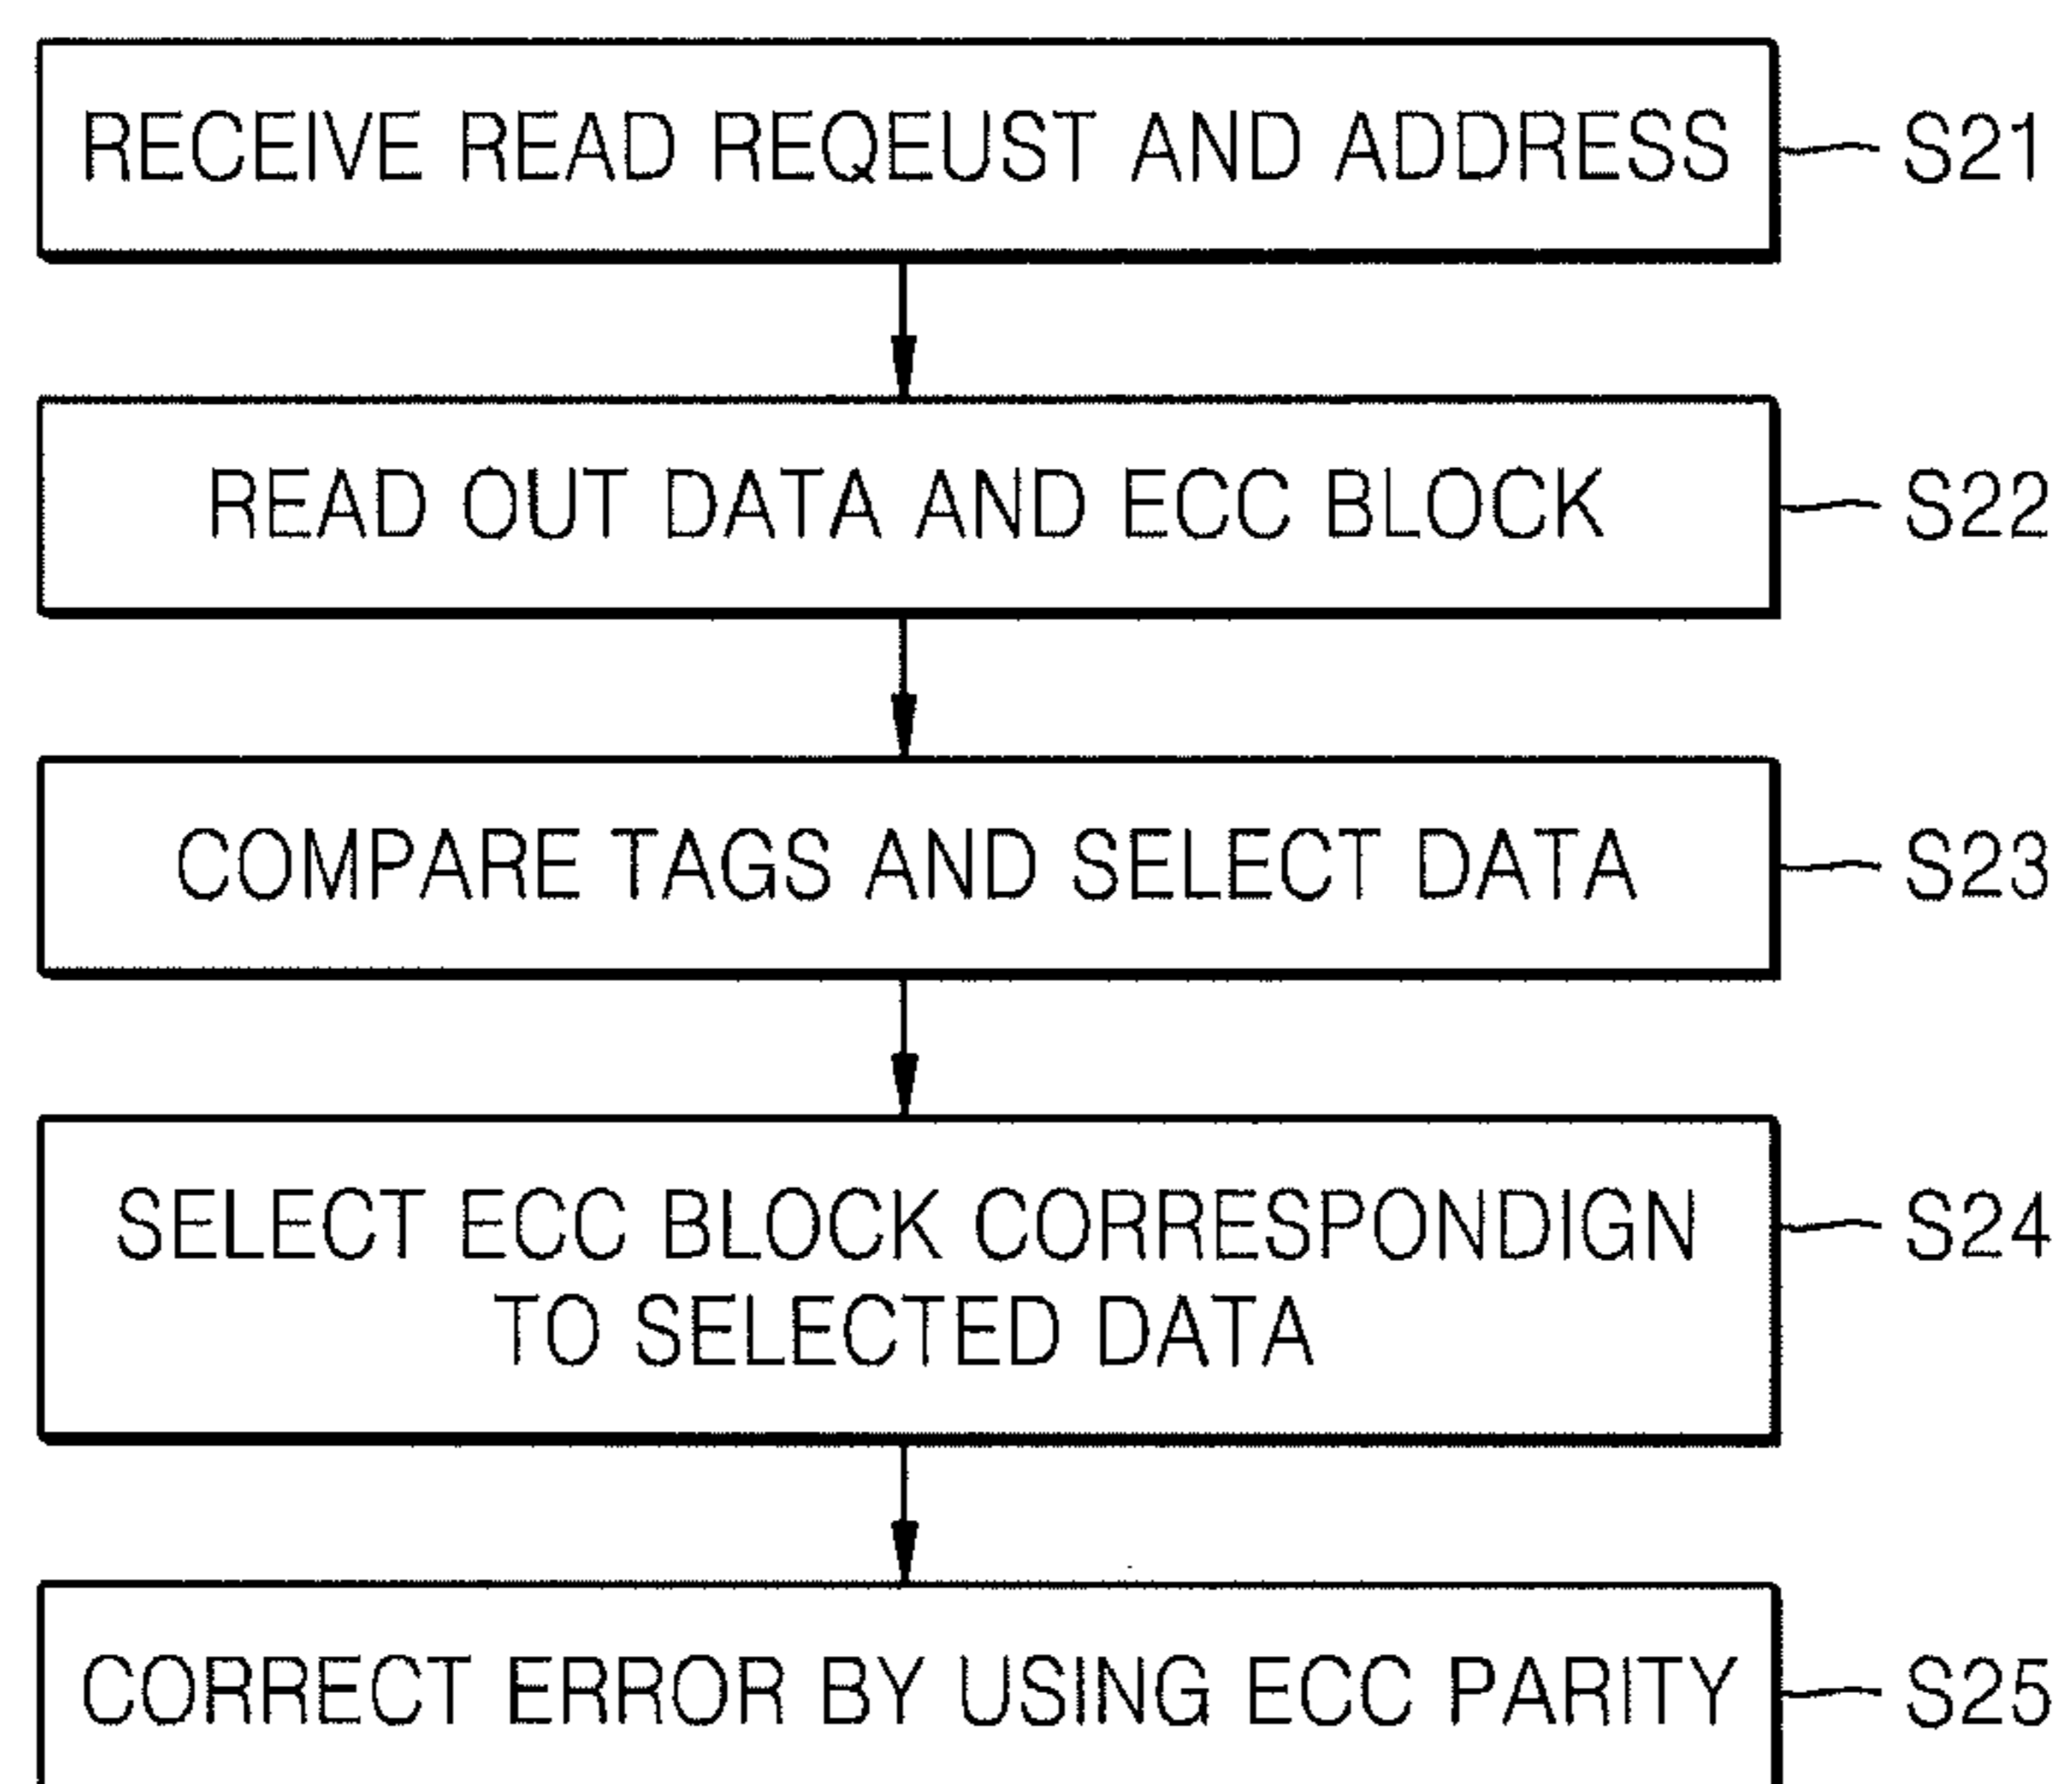 RECEIVE READ REQEUST AND ADDRESS S21
READ OUT DATA AND ECC BLOCK S22
COMPARE TAGS AND SELECT DATA S23
SELECT ECC BLOCK CORRESPONDIGN S24
TO SELECTED DATA
CORRECT ERROR BY USING ECC PARITY S25